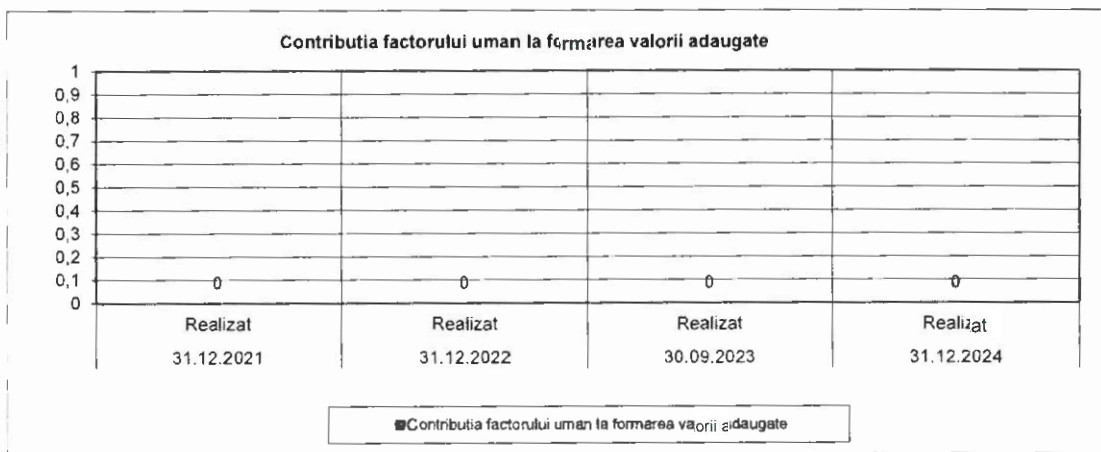 Contributia factorului uman la formarea valorii adaugate
1
0,9
0,8
0,7
0,6
0,5
0,4
0,3
0,2
0,1
0
0 0 0 0
Realizat Realizat Realizat Realizat
31.12.2021 31.12.2022 30.09.2023 31.12.2024
Contributia factorului uman la formarea valorii adaugate